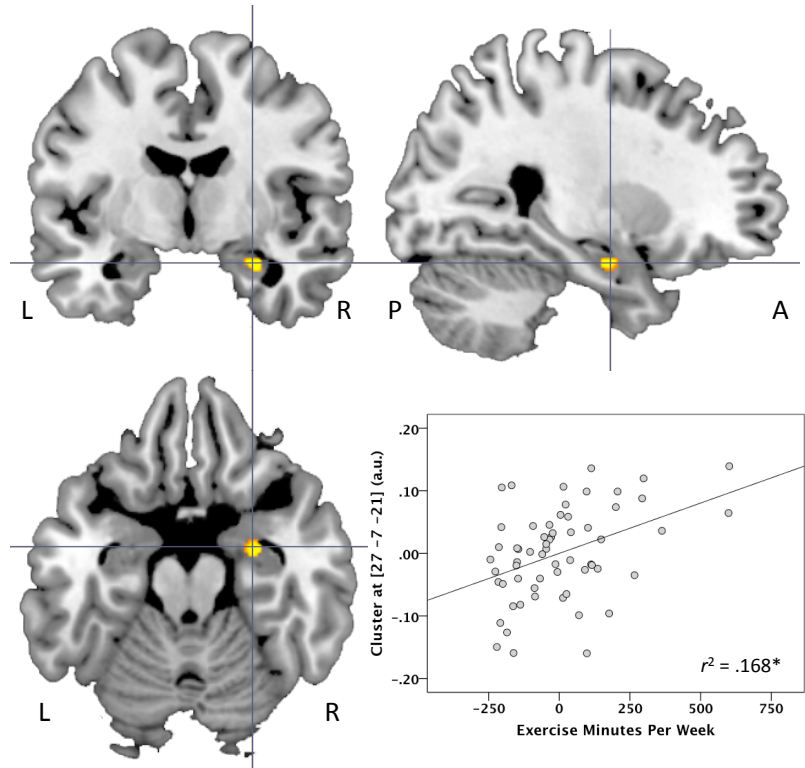 L
R
P
A
L
R
Cluster at [27 -7 -21] (a.u.)
.20
.10
.00
-.10
-.20
r² = .168*
-250
0
250
500
750
Exercise Minutes Per Week